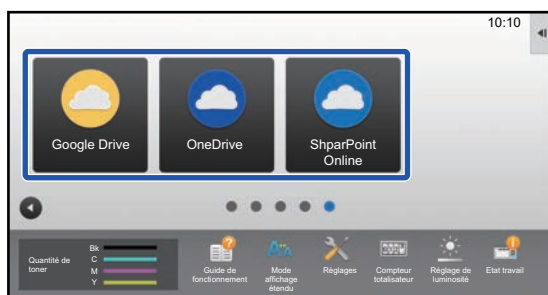 10:10
Google Drive
OneDrive
ShparPoint
Online
Quantité de
toner
Bk
C
M
Y
Guide de
fonctionnement
Mode
affichage
étendu
Réglages
Compteur
totalisateur
Réglage de
luminosité
Etat travail